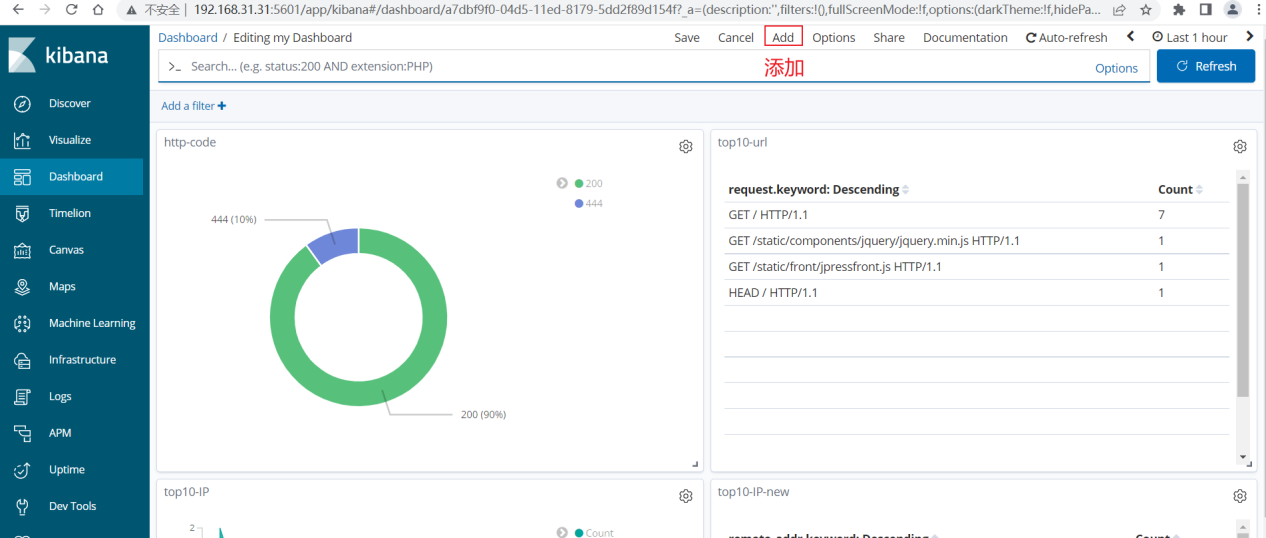 不安全 | 192.168.31.31:5601/app/kibana#/dashboard/a7dbf9f0-04d5-11ed-8179-5dd2f89d154f?_a=(description:'',filters:!(),fullScreenMode:!f,options:(darkTheme:!f,hidePa...
kibana
Discover
Visualize
Dashboard
Timelion
Canvas
Maps
Machine Learning
Infrastructure
Logs
APM
Uptime
Dev Tools
Dashboard / Editing my Dashboard
Save Cancel Add Options Share Documentation Auto-refresh Last 1 hour
添加
>_ Search... (e.g. status:200 AND extension:PHP) Options Refresh
Add a filter +
http-code
200
444
444 (10%)
200 (90%)
top10-url
request.keyword: Descending Count
GET / HTTP/1.1 7
GET /static/components/jquery/jquery.min.js HTTP/1.1 1
GET /static/front/jpressfront.js HTTP/1.1 1
HEAD / HTTP/1.1 1
top10-IP
2
Count
top10-IP-new
remote_addr.keyword: Descending Count